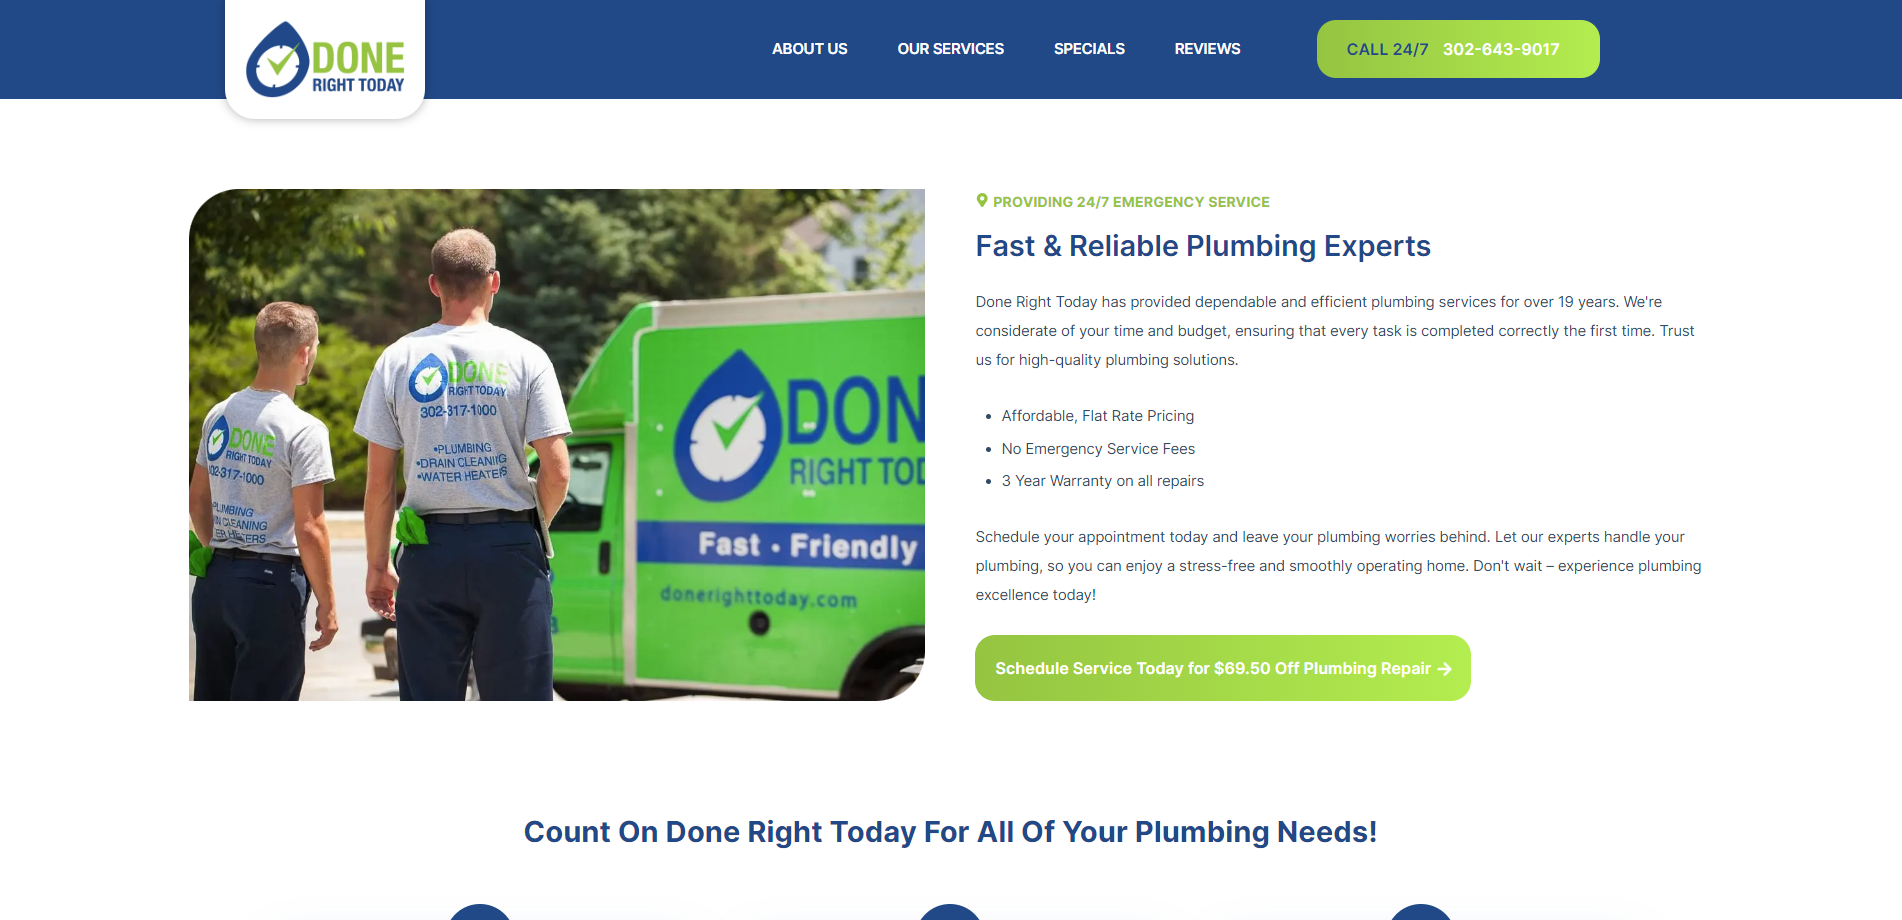 DONE
RIGHT TODAY
ABOUT US
OUR SERVICES
SPECIALS
REVIEWS
CALL 24/7 302-643-9017
DONE
RIGHT TODAY
302-317-1000
•PLUMBING
•DRAIN CLEANING
•WATER HEATERS
DONE
RIGHT TODAY
302-317-1000
PLUMBING
CLEANING
DON
RIGHT TOD
Fast • Friendly
donerighttoday.com
PROVIDING 24/7 EMERGENCY SERVICE
Fast & Reliable Plumbing Experts
Done Right Today has provided dependable and efficient plumbing services for over 19 years. We're
considerate of your time and budget, ensuring that every task is completed correctly the first time. Trust
us for high-quality plumbing solutions.
• Affordable, Flat Rate Pricing
• No Emergency Service Fees
• 3 Year Warranty on all repairs
Schedule your appointment today and leave your plumbing worries behind. Let our experts handle your
plumbing, so you can enjoy a stress-free and smoothly operating home. Don't wait – experience plumbing
excellence today!
Schedule Service Today for $69.50 Off Plumbing Repair →
Count On Done Right Today For All Of Your Plumbing Needs!